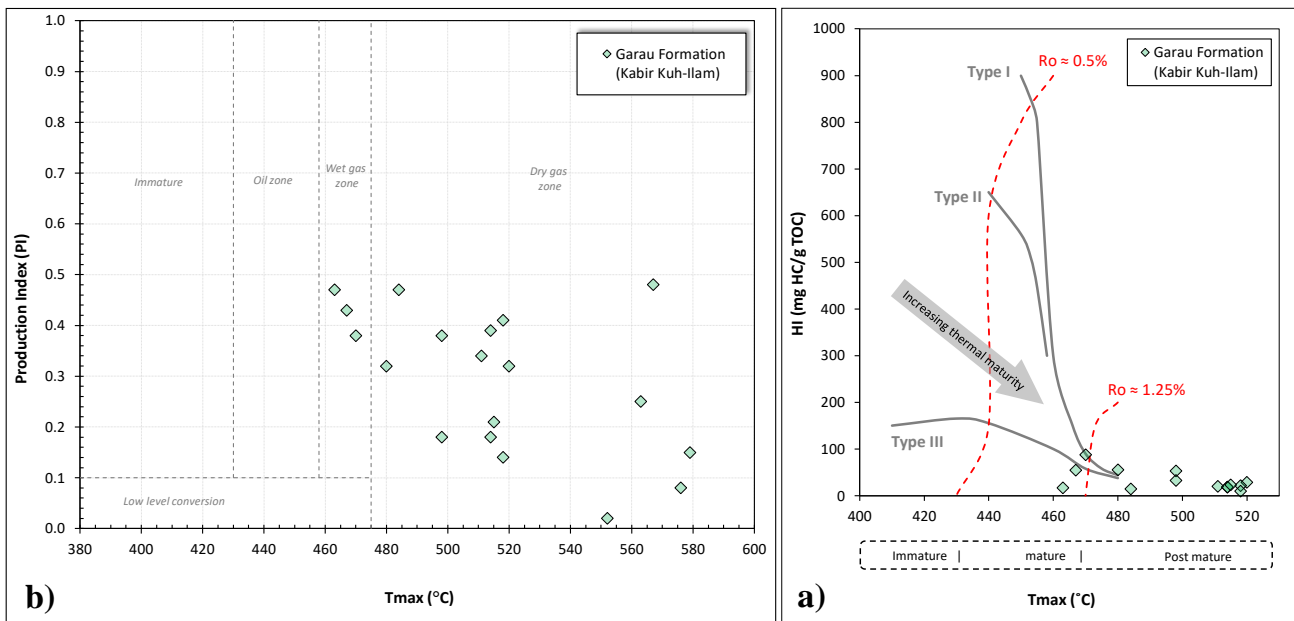 1.0
0.9
0.8
0.7
0.6
0.5
0.4
0.3
0.2
0.1
0.0
Production Index (PI)
Garau Formation
(Kabir Kuh-Ilam)
Immature
Oil zone
Wet gas
zone
Dry gas
zone
Low level conversion
380 400 420 440 460 480 500 520 540 560 580 600
b)
Tmax (°C)
1000
900
800
700
600
500
400
300
200
100
0
HI (mg HC/g TOC)
Garau Formation
(Kabir Kuh-Ilam)
Ro ≈ 0.5%
Type I
Type II
Increasing thermal maturity
Ro ≈ 1.25%
Type III
400 420 440 460 480 500 520
Immature | mature | Post mature
a)
Tmax (˚C)